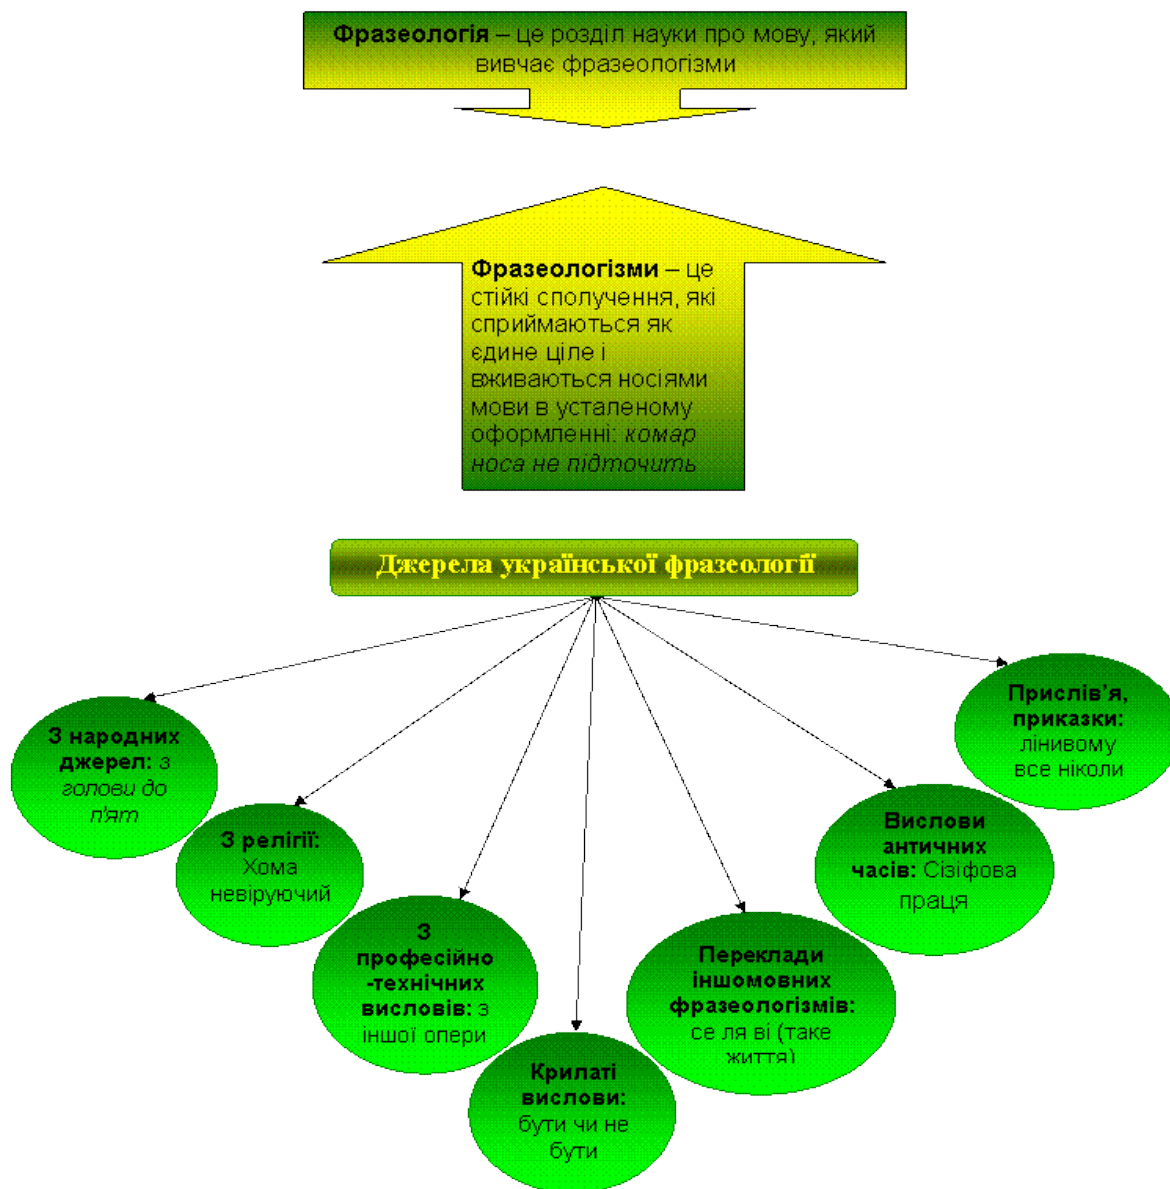 Фразеологія – це розділ науки про мову, який
вивчає фразеологізми
Фразеологізми – це
стійкі сполучення, які
сприймаються як
єдине ціле і
вживаються носіями
мови в усталеному
оформленні: комар
носа не підточить
Джерела української фразеології
З народних
джерел: з
голови до
п'ят
З релігії:
Хома
невіруючий
З
професійно
-технічних
висловів: з
іншої опери
Крилаті
вислови:
бути чи не
бути
Переклади
іншомовних
фразеологізмів:
се ля ві (таке
життя)
Вислови
античних
часів: Сізіфова
праця
Прислів’я,
приказки:
лінивому
все ніколи